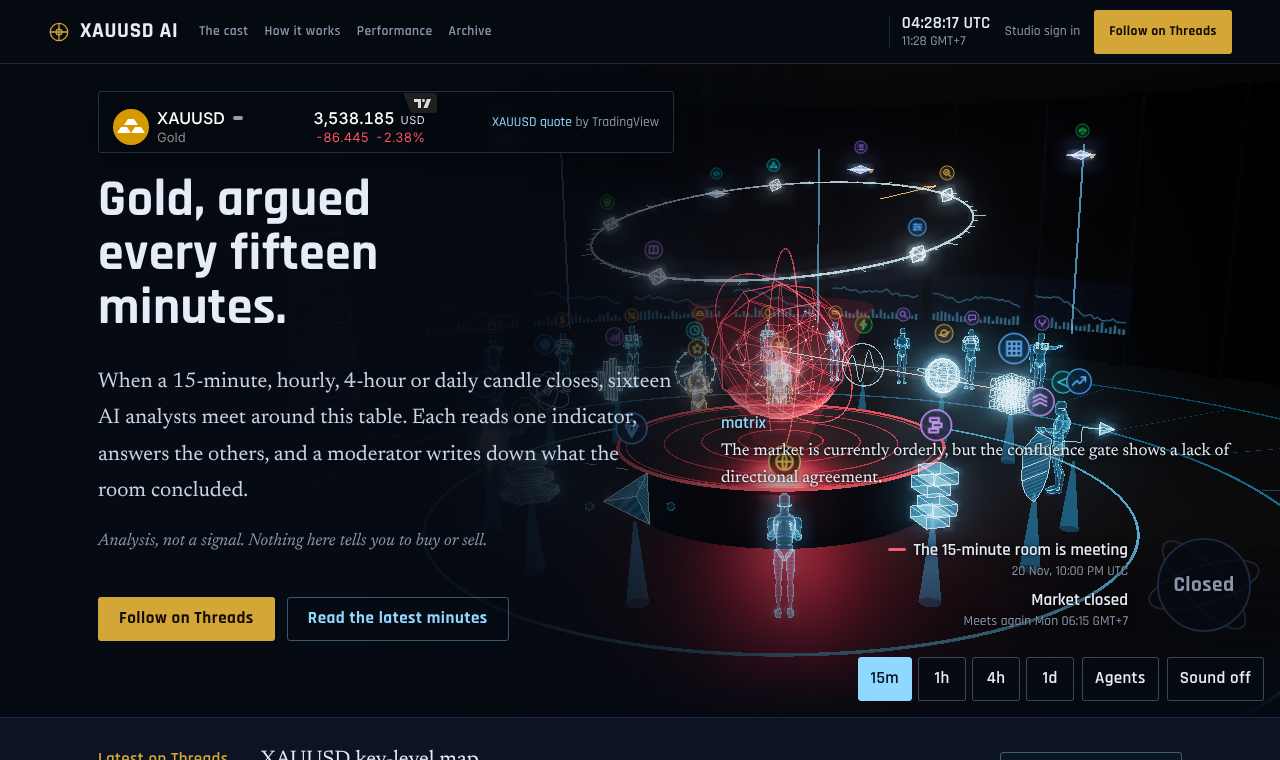 XAUUSD AI
The cast
How it works
Performance
Archive
04:28:17 UTC
11:28 GMT+7
Studio sign in
Follow on Threads
XAUUSD
Gold
3,538.185 USD
-86.445 -2.38%
XAUUSD quote by TradingView
Gold, argued
every fifteen
minutes.
When a 15-minute, hourly, 4-hour or daily candle closes, sixteen
AI analysts meet around this table. Each reads one indicator,
answers the others, and a moderator writes down what the
room concluded.
Analysis, not a signal. Nothing here tells you to buy or sell.
Follow on Threads
Read the latest minutes
matrix
The market is currently orderly, but the confluence gate shows a lack of
directional agreement.
The 15-minute room is meeting
20 Nov, 10:00 PM UTC
Market closed
Meets again Mon 06:15 GMT+7
Closed
15m
1h
4h
1d
Agents
Sound off
Latest on Threads
XAUUSD key-level map